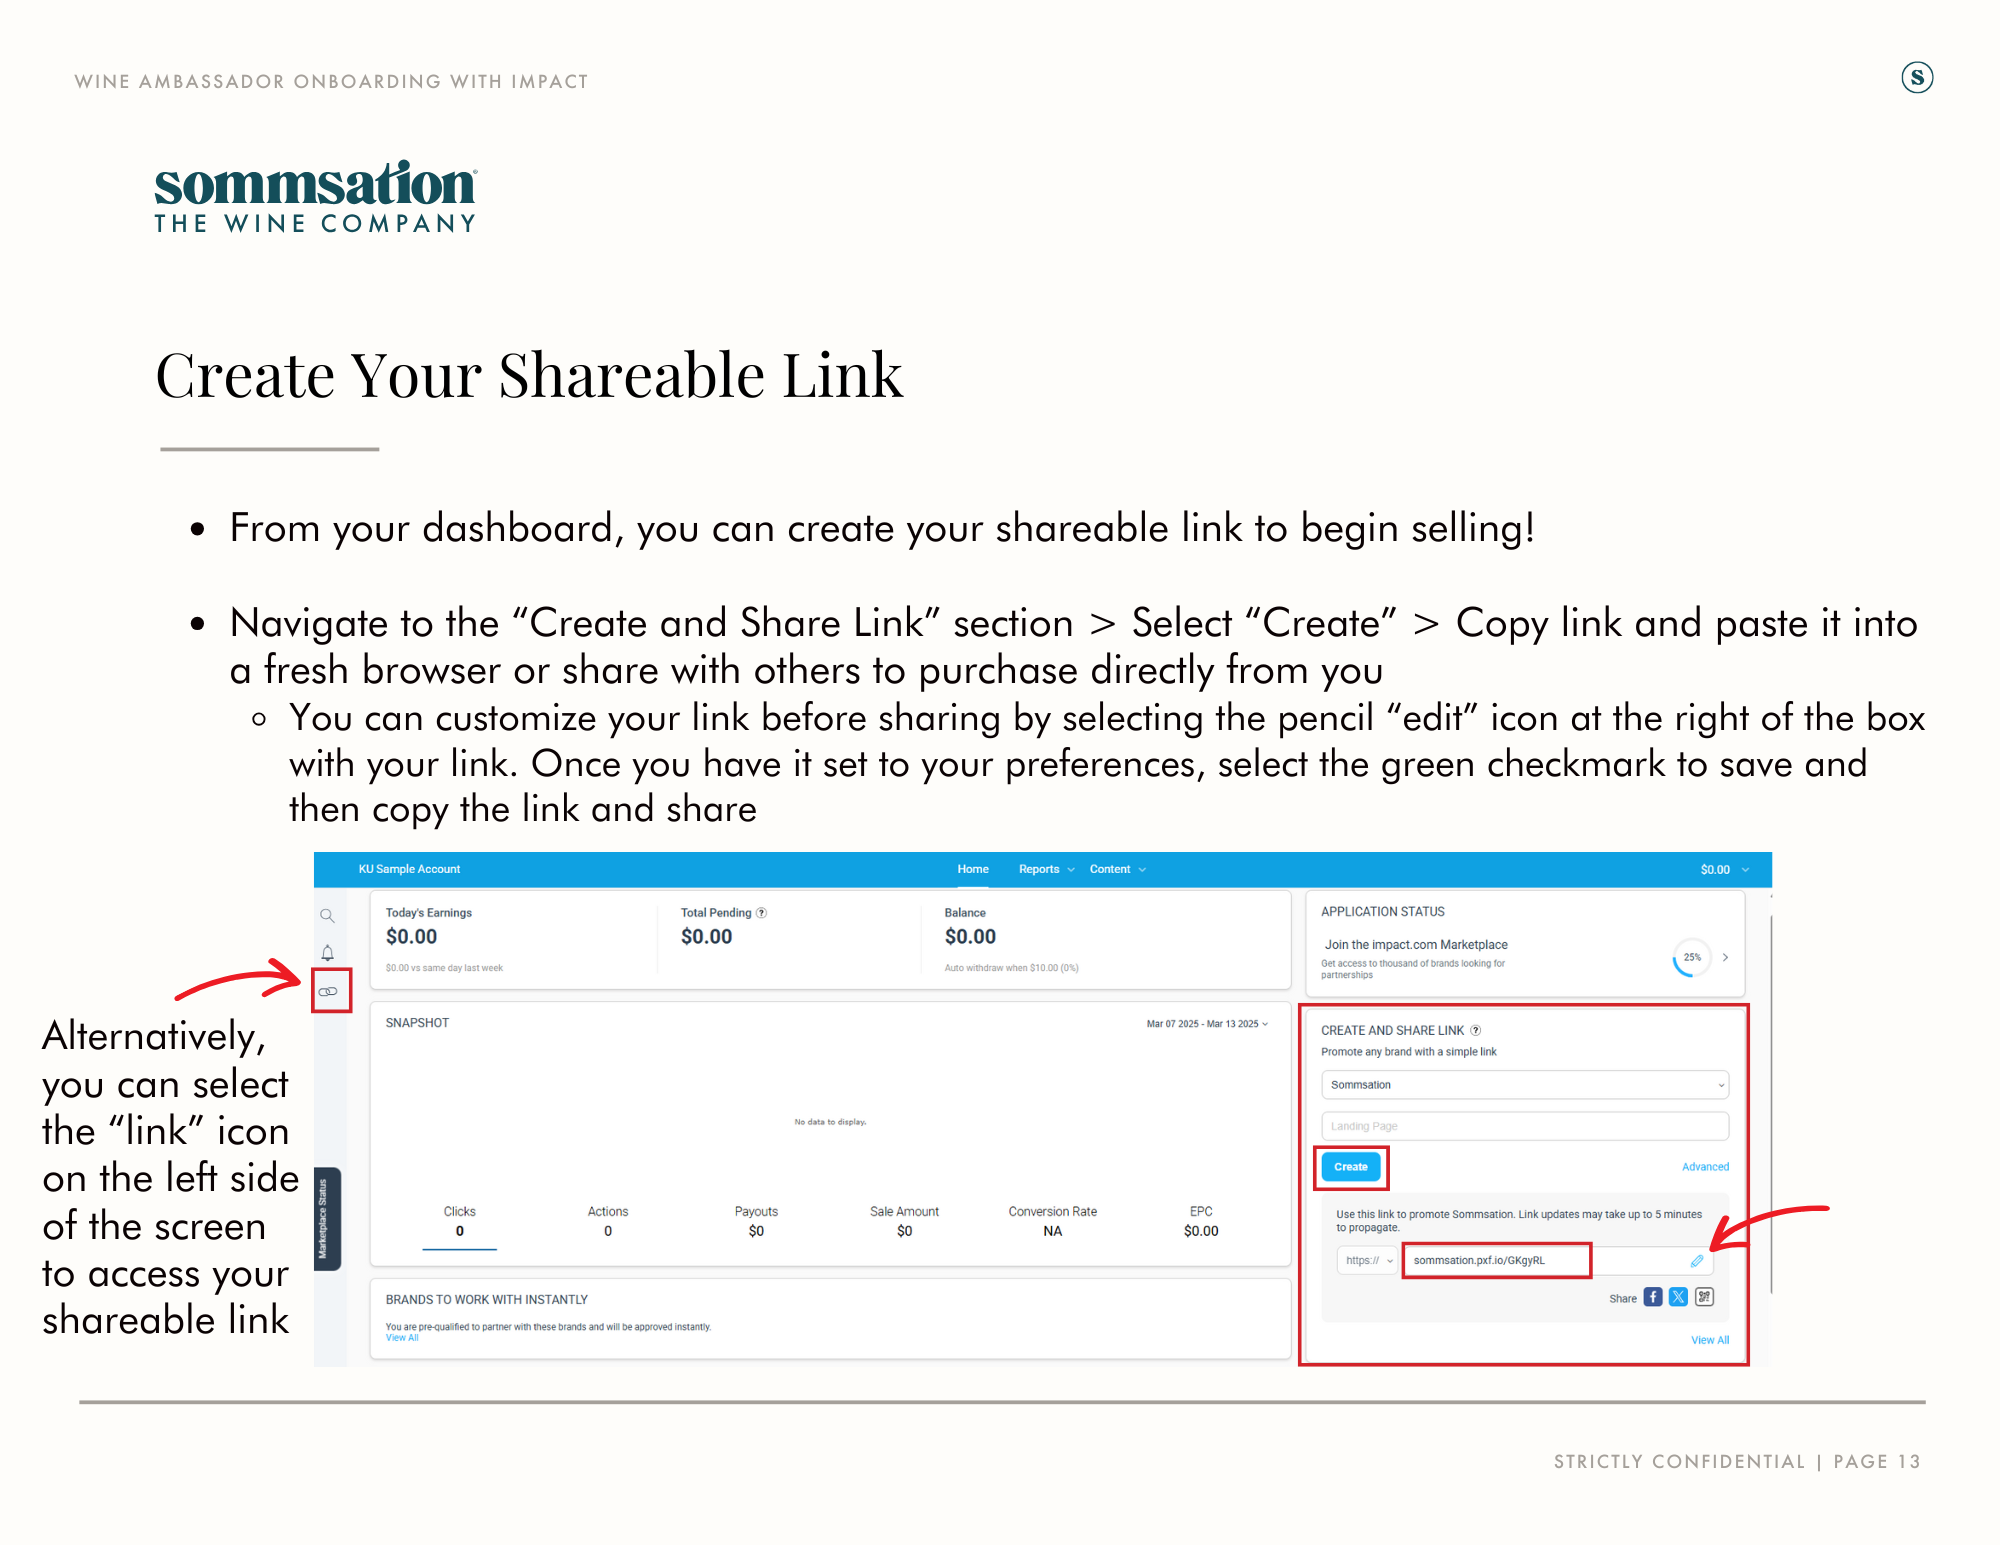 WINE AMBASSADOR ONBOARDING WITH IMPACT
S
sommsation
THE WINE COMPANY
Create Your Shareable Link
• From your dashboard, you can create your shareable link to begin selling!
• Navigate to the “Create and Share Link” section > Select “Create” > Copy link and paste it into
a fresh browser or share with others to purchase directly from you
◦ You can customize your link before sharing by selecting the pencil “edit” icon at the right of the box
with your link. Once you have it set to your preferences, select the green checkmark to save and
then copy the link and share
Alternatively,
you can select
the “link” icon
on the left side
of the screen
to access your
shareable link
KU Sample Account
Home Reports Content
$0.00
Marketplace Status
Today's Earnings
$0.00
$0.00 vs same day last week
Total Pending ?
$0.00
Balance
$0.00
Auto withdraw when $10.00 (0%)
SNAPSHOT
Mar 07 2025 - Mar 13 2025
No data to display.
Clicks Actions Payouts Sale Amount Conversion Rate EPC
0 0 $0 $0 NA $0.00
BRANDS TO WORK WITH INSTANTLY
You are pre-qualified to partner with these brands and will be approved instantly.
View All
APPLICATION STATUS
Join the impact.com Marketplace
Get access to thousand of brands looking for
partnerships
25%
CREATE AND SHARE LINK ?
Promote any brand with a simple link
Sommsation
Landing Page
Create
Advanced
Use this link to promote Sommsation. Link updates may take up to 5 minutes
to propagate.
https:// sommsation.pxf.io/GKgyRL
Share f X
View All
STRICTLY CONFIDENTIAL | PAGE 13